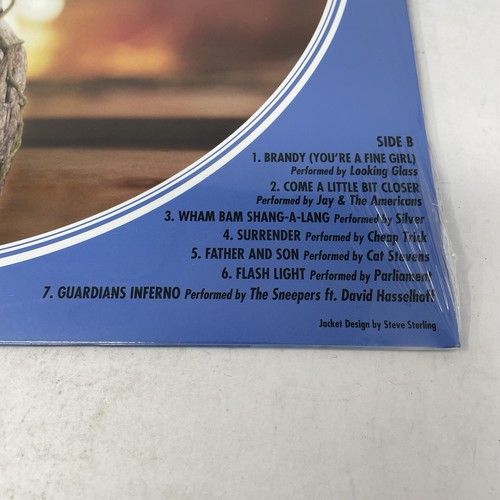 SIDE B
1. BRANDY (YOU'RE A FINE GIRL)
Performed by Looking Glass
2. COME A LITTLE BIT CLOSER
Performed by Jay & The Americans
3. WHAM BAM SHANG-A-LANG Performed by Silver
4. SURRENDER Performed by Cheap Trick
5. FATHER AND SON Performed by Cat Stevens
6. FLASH LIGHT Performed by Parliament
7. GUARDIANS INFERNO Performed by The Sneepers ft. David Hasselhoff
Jacket Design by Steve Sterling